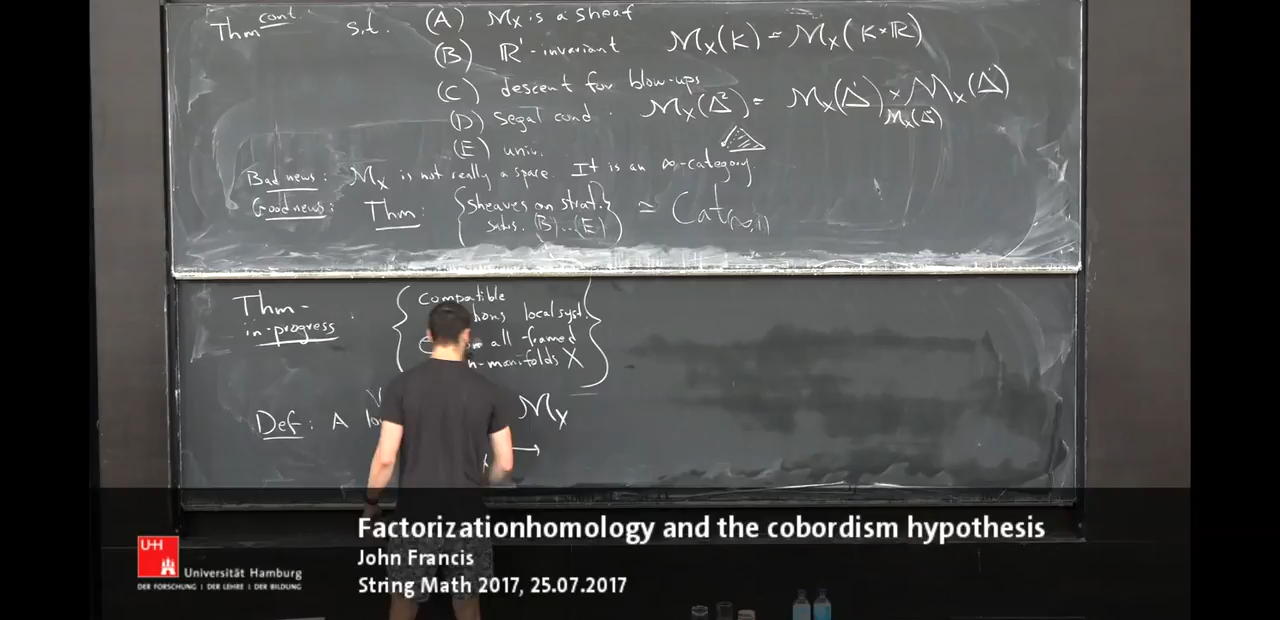 Thm cont. s.t. (A) M_X is a sheaf
(B) ℝ¹-invariant M_X(K) = M_X(K×ℝ)
(C) descent for blow-ups
(D) Segal cond. M_X(Δ²) = M_X(Δ¹) × M_X(Δ¹)
(E) univ.
Bad news: M_X is not really a space. It is an ∞-category
Good news: Thm: {sheaves on strat.
satis. (B)...(E)} ≃ Cat(∞,1)
Thm-
in-progress:
{compatible
local syst.
all -framed
n-manifolds X}
M_X
Def: A
→
Factorizationhomology and the cobordism hypothesis
John Francis
String Math 2017, 25.07.2017
UH
Universität Hamburg
DER FORSCHUNG | DER LEHRE | DER BILDUNG